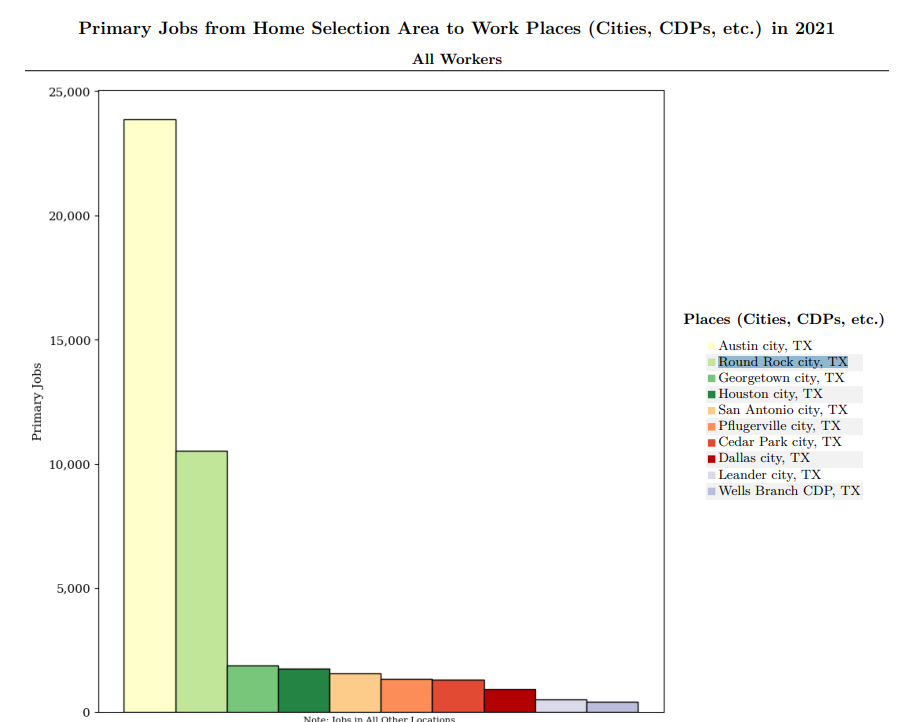 Primary Jobs from Home Selection Area to Work Places (Cities, CDPs, etc.) in 2021
All Workers
25,000
20,000
15,000
10,000
5,000
0
Primary Jobs
Note: Jobs in All Other Locations
Places (Cities, CDPs, etc.)
Austin city, TX
Round Rock city, TX
Georgetown city, TX
Houston city, TX
San Antonio city, TX
Pflugerville city, TX
Cedar Park city, TX
Dallas city, TX
Leander city, TX
Wells Branch CDP, TX